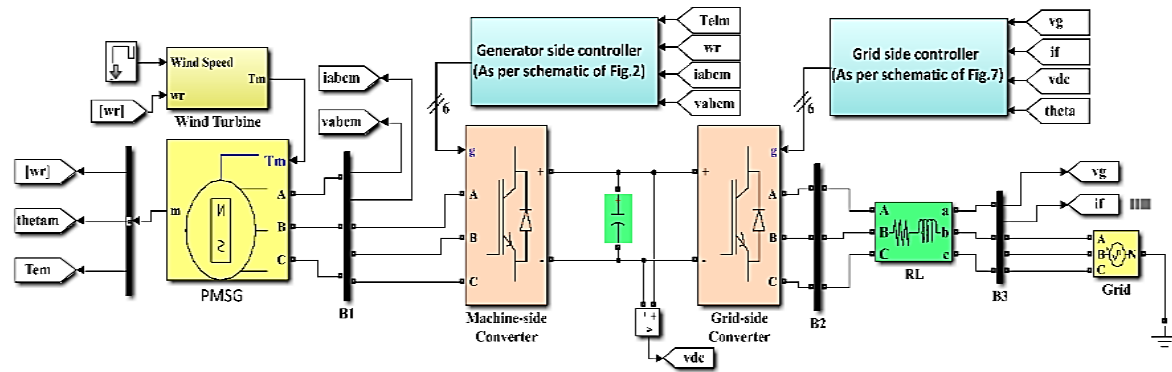 Telm
wr
iabcm
vabcm
Generator side controller
(As per schematic of Fig.2)
vg
if
vdc
theta
Grid side controller
(As per schematic of Fig.7)
Wind Speed
Tm
wr
Wind Turbine
[wr]
iabcm
vabcm
6
6
[wr]
thetam
Tem
m
Tm
A
B
C
N
S
PMSG
B1
g
A
B
C
+
-
Machine-side
Converter
+
-
v
vdc
g
+
-
A
B
C
Grid-side
Converter
B2
A
B
C
a
b
c
RL
B3
vg
if
A
B
C
N
Grid